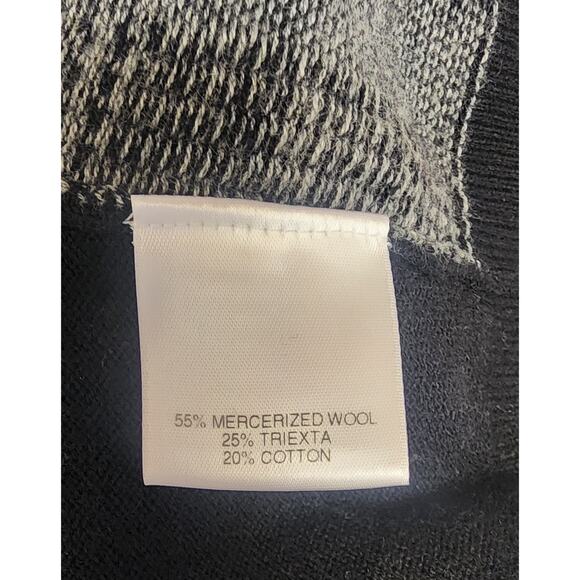 55% MERCERIZED WOOL
25% TRIEXTA
20% COTTON